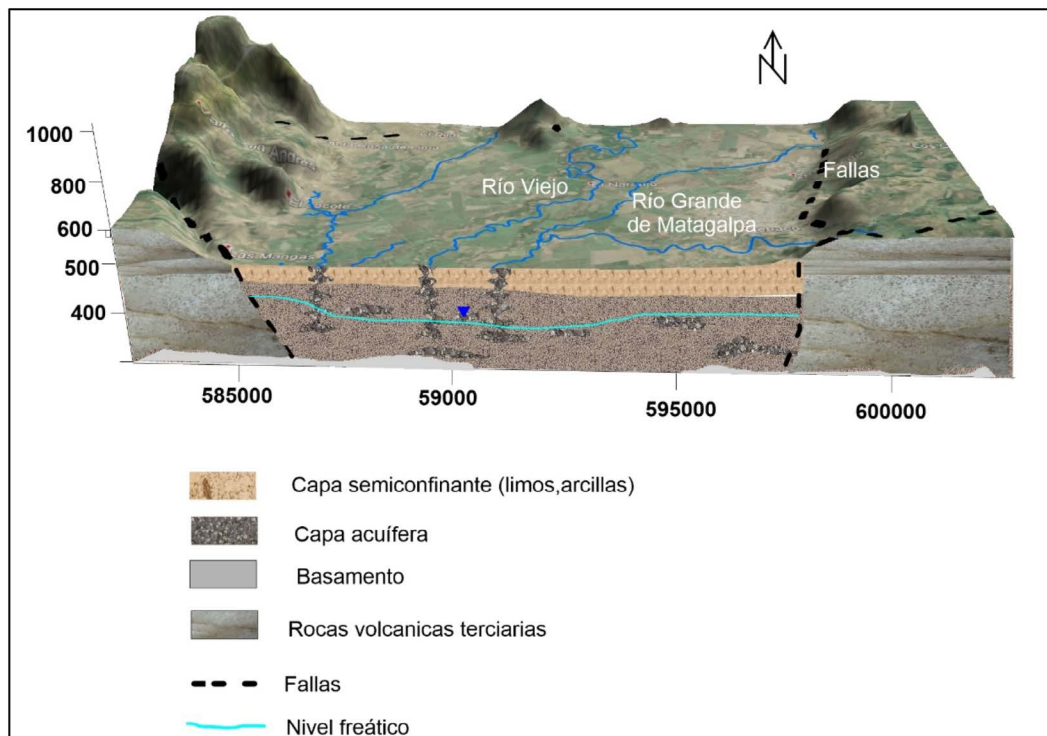 N
1000
800
600
500
400
Río Viejo
Fallas
Río Grande
de Matagalpa
585000
59000
595000
600000
Capa semiconfinante (limos,arcillas)
Capa acuífera
Basamento
Rocas volcanicas terciarias
Fallas
Nivel freático